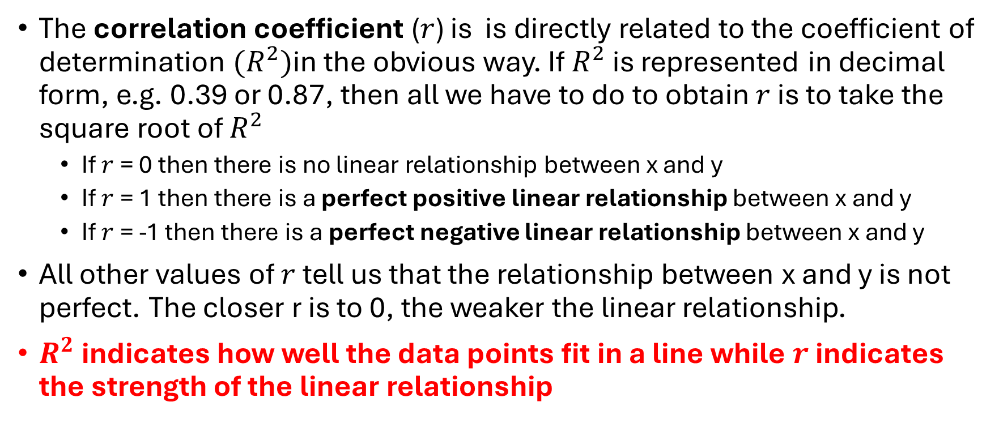 • The correlation coefficient (r) is  is directly related to the coefficient of
determination (R²)in the obvious way. If R² is represented in decimal
form, e.g. 0.39 or 0.87, then all we have to do to obtain r is to take the
square root of R²
• If r = 0 then there is no linear relationship between x and y
• If r = 1 then there is a perfect positive linear relationship between x and y
• If r = -1 then there is a perfect negative linear relationship between x and y
• All other values of r tell us that the relationship between x and y is not
perfect. The closer r is to 0, the weaker the linear relationship.
• R² indicates how well the data points fit in a line while r indicates
the strength of the linear relationship